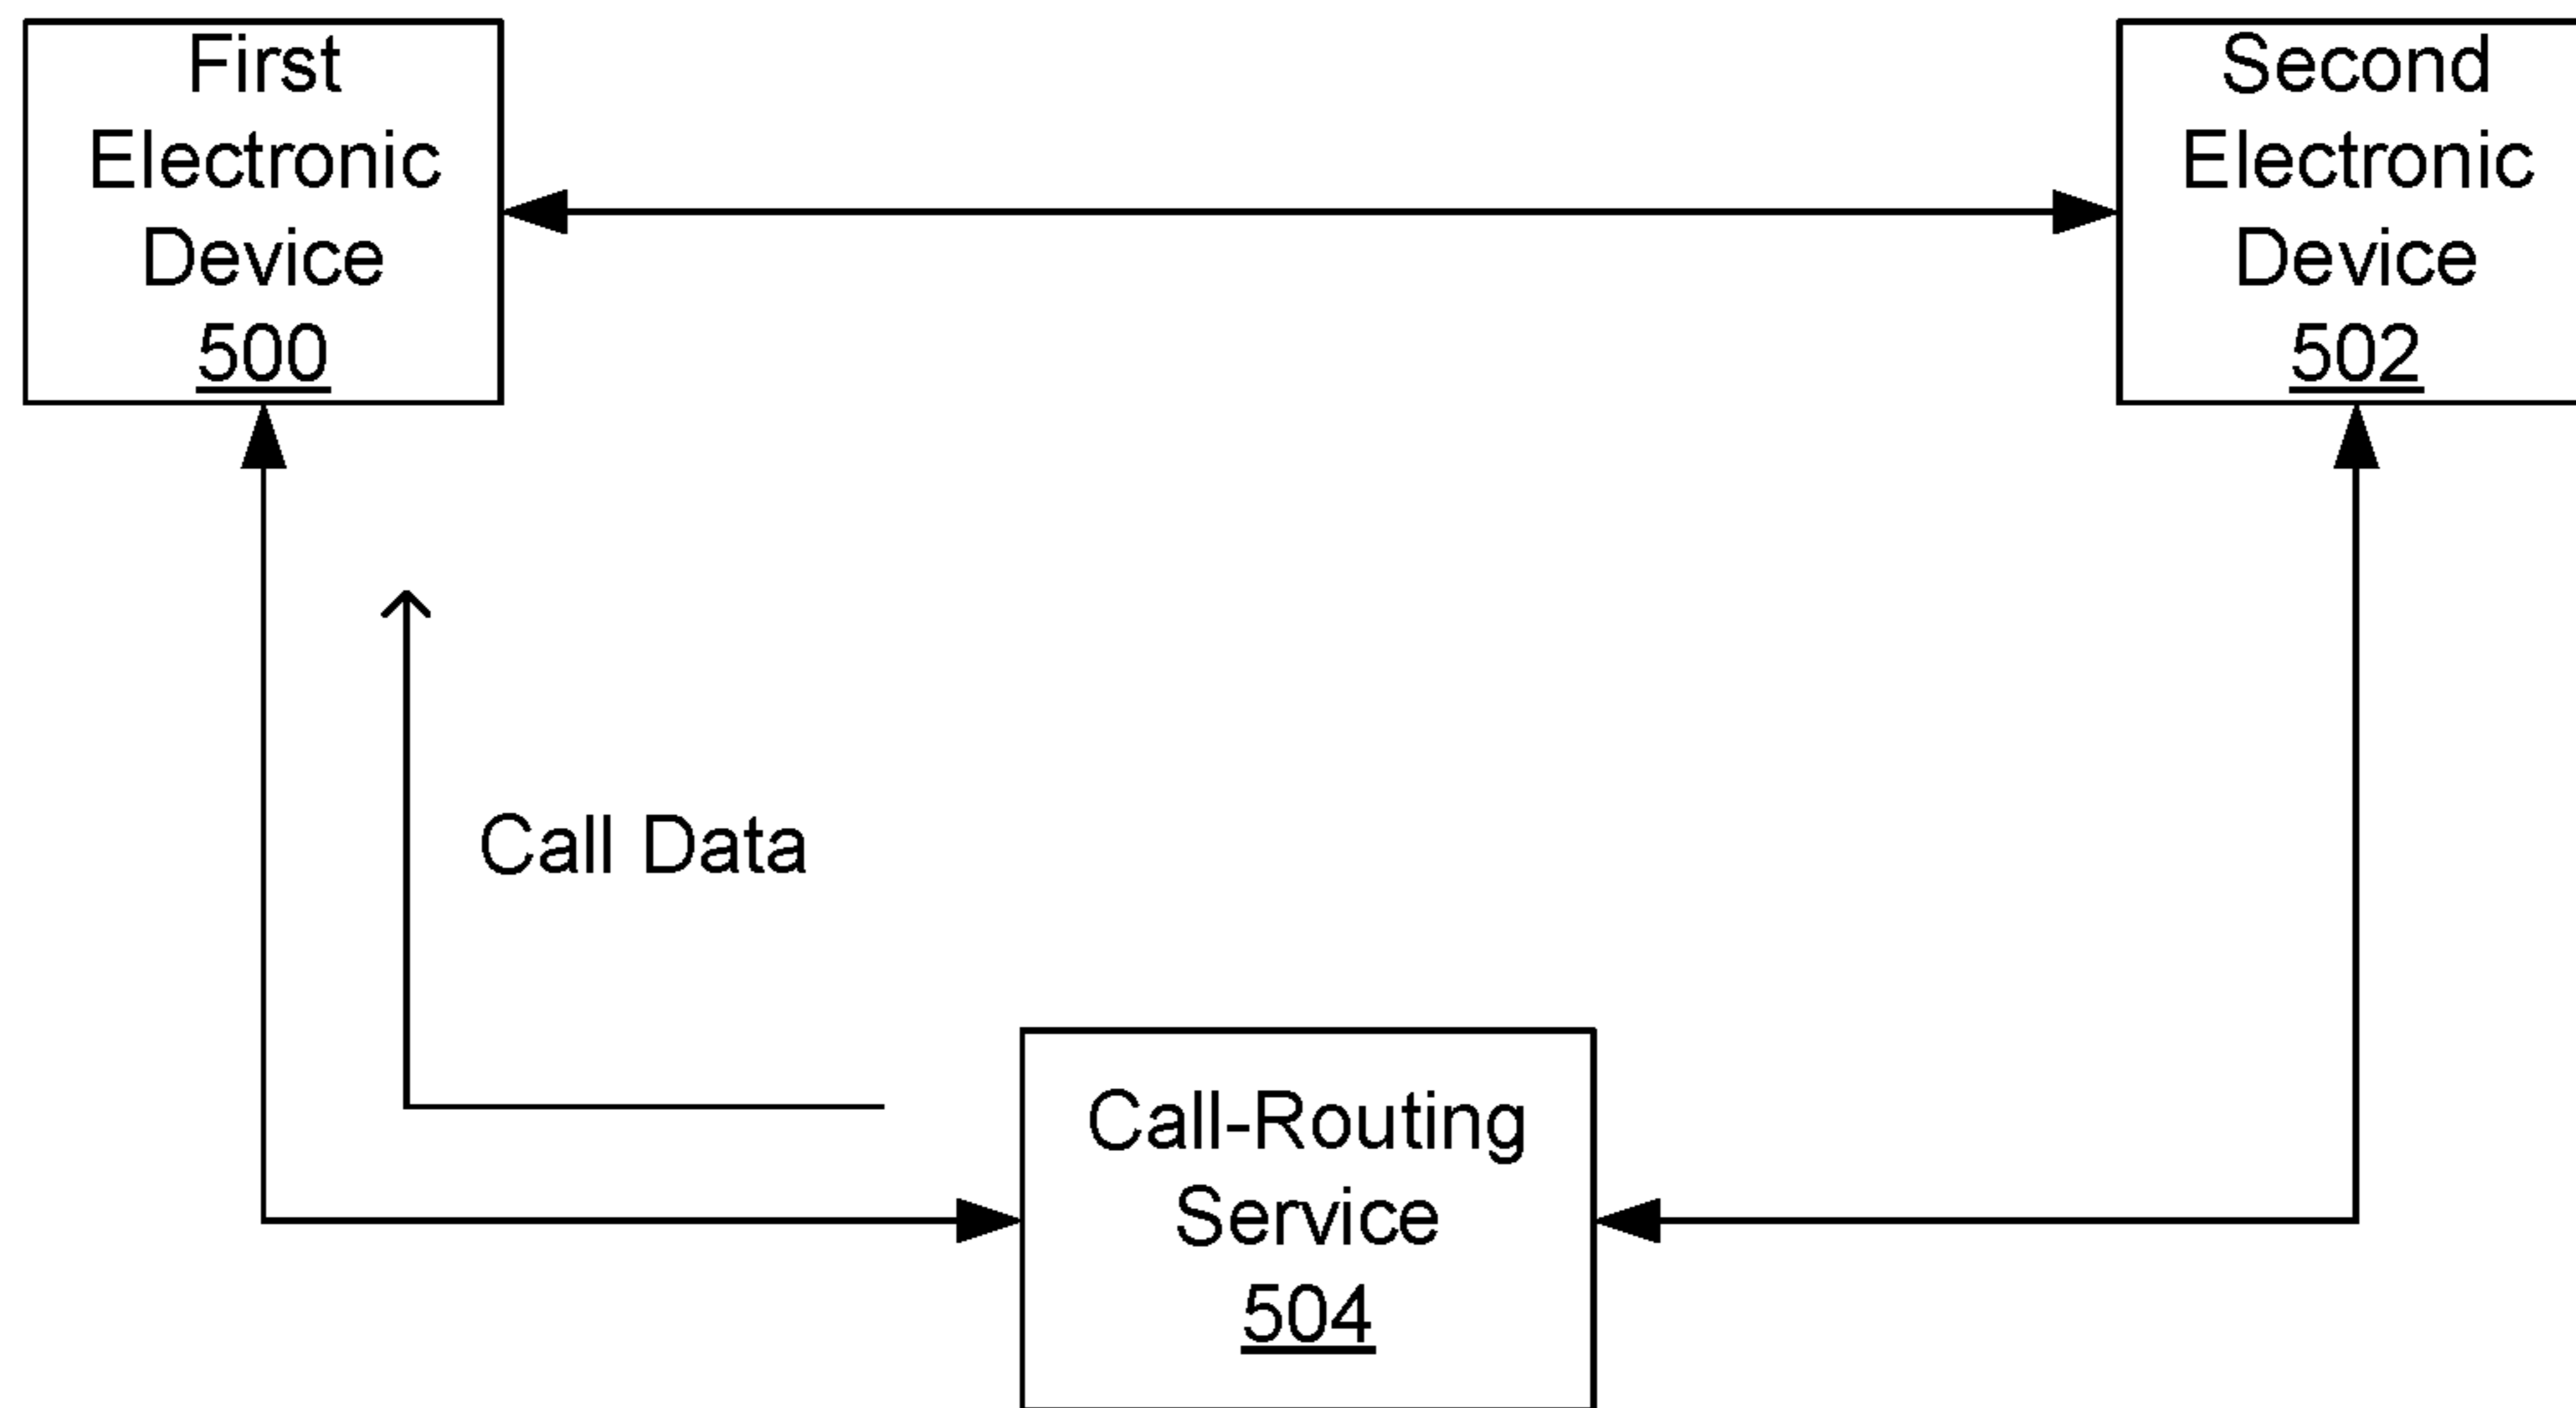 First
Electronic
Device
500
Second
Electronic
Device
502
Call Data
Call-Routing
Service
504